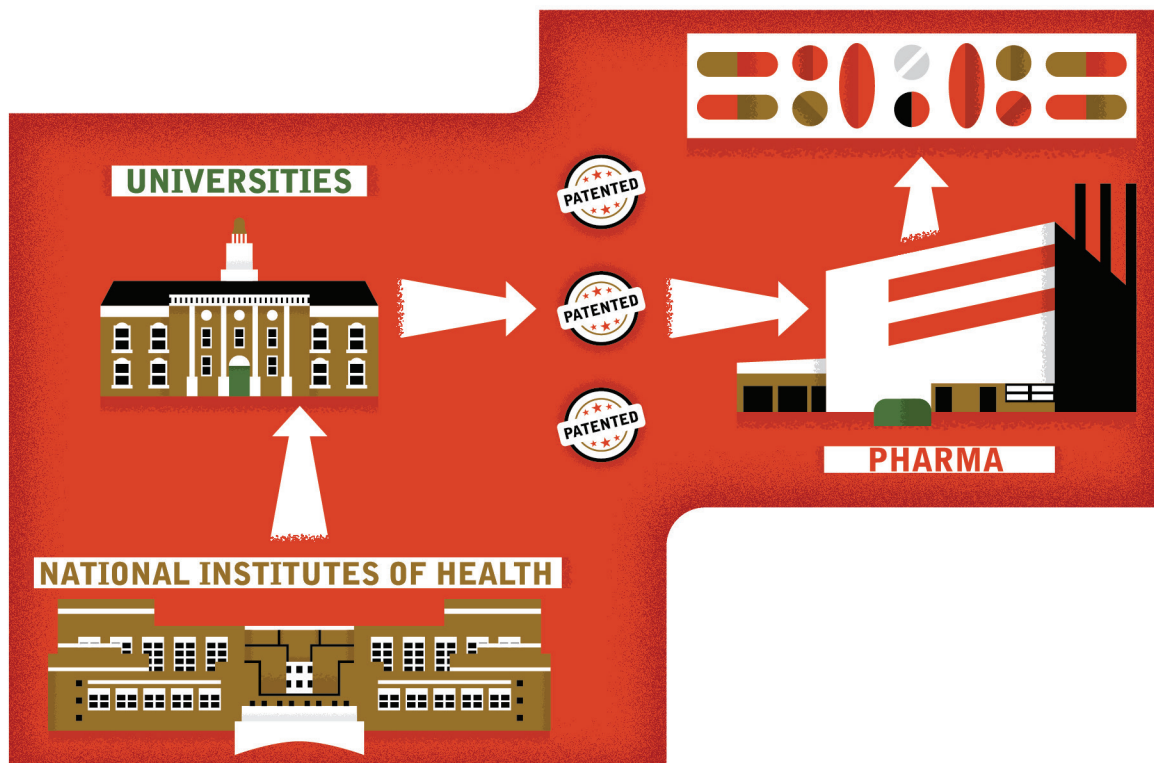 UNIVERSITIES
PATENTED
PATENTED
PATENTED
PHARMA
NATIONAL INSTITUTES OF HEALTH